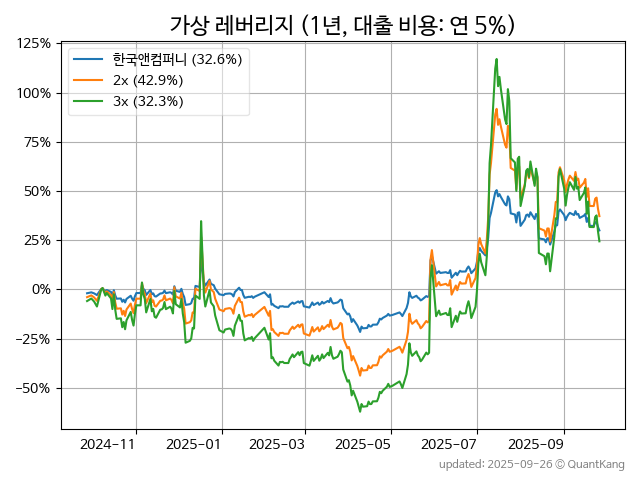 가상 레버리지 (1년, 대출 비용: 연 5%)
한국앤컴퍼니 (32.6%)
2x (42.9%)
3x (32.3%)
125%
100%
75%
50%
25%
0%
−25%
−50%
2024-11
2025-01
2025-03
2025-05
2025-07
2025-09
updated: 2025-09-26 © QuantKang